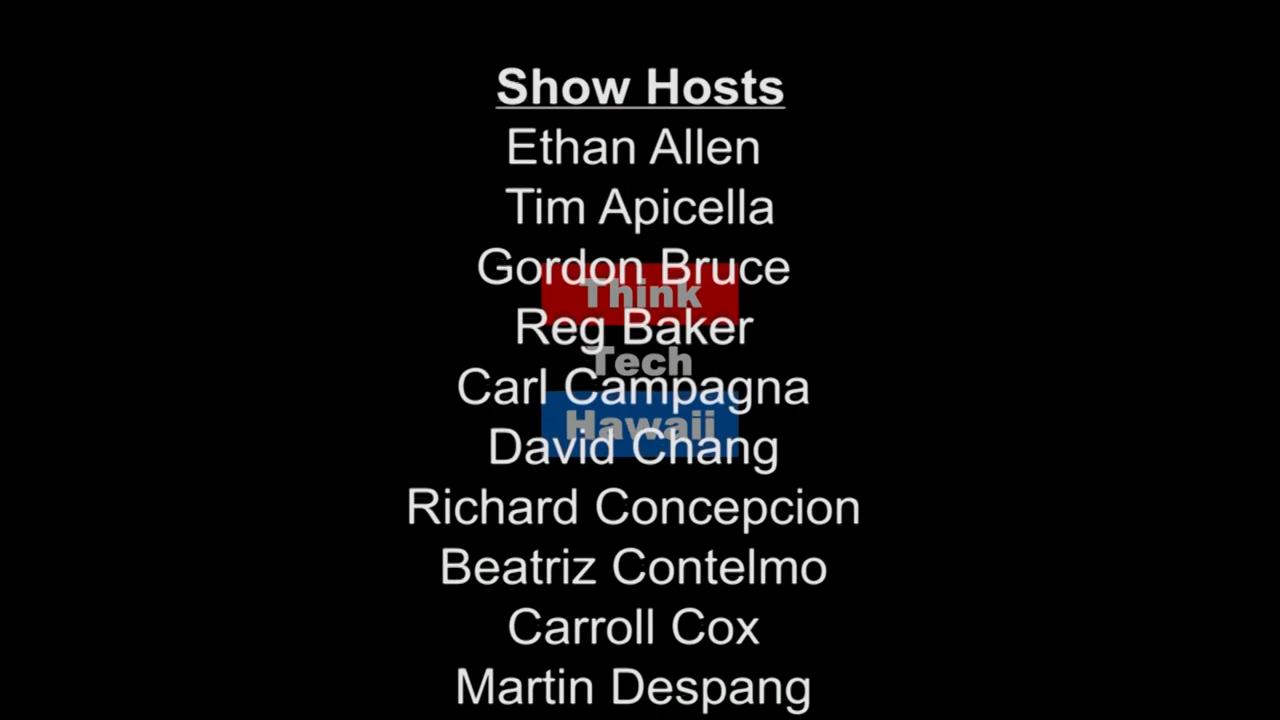 Show Hosts
Ethan Allen
Tim Apicella
Gordon Bruce
Think
Reg Baker
Tech
Carl Campagna
Hawaii
David Chang
Richard Concepcion
Beatriz Contelmo
Carroll Cox
Martin Despang